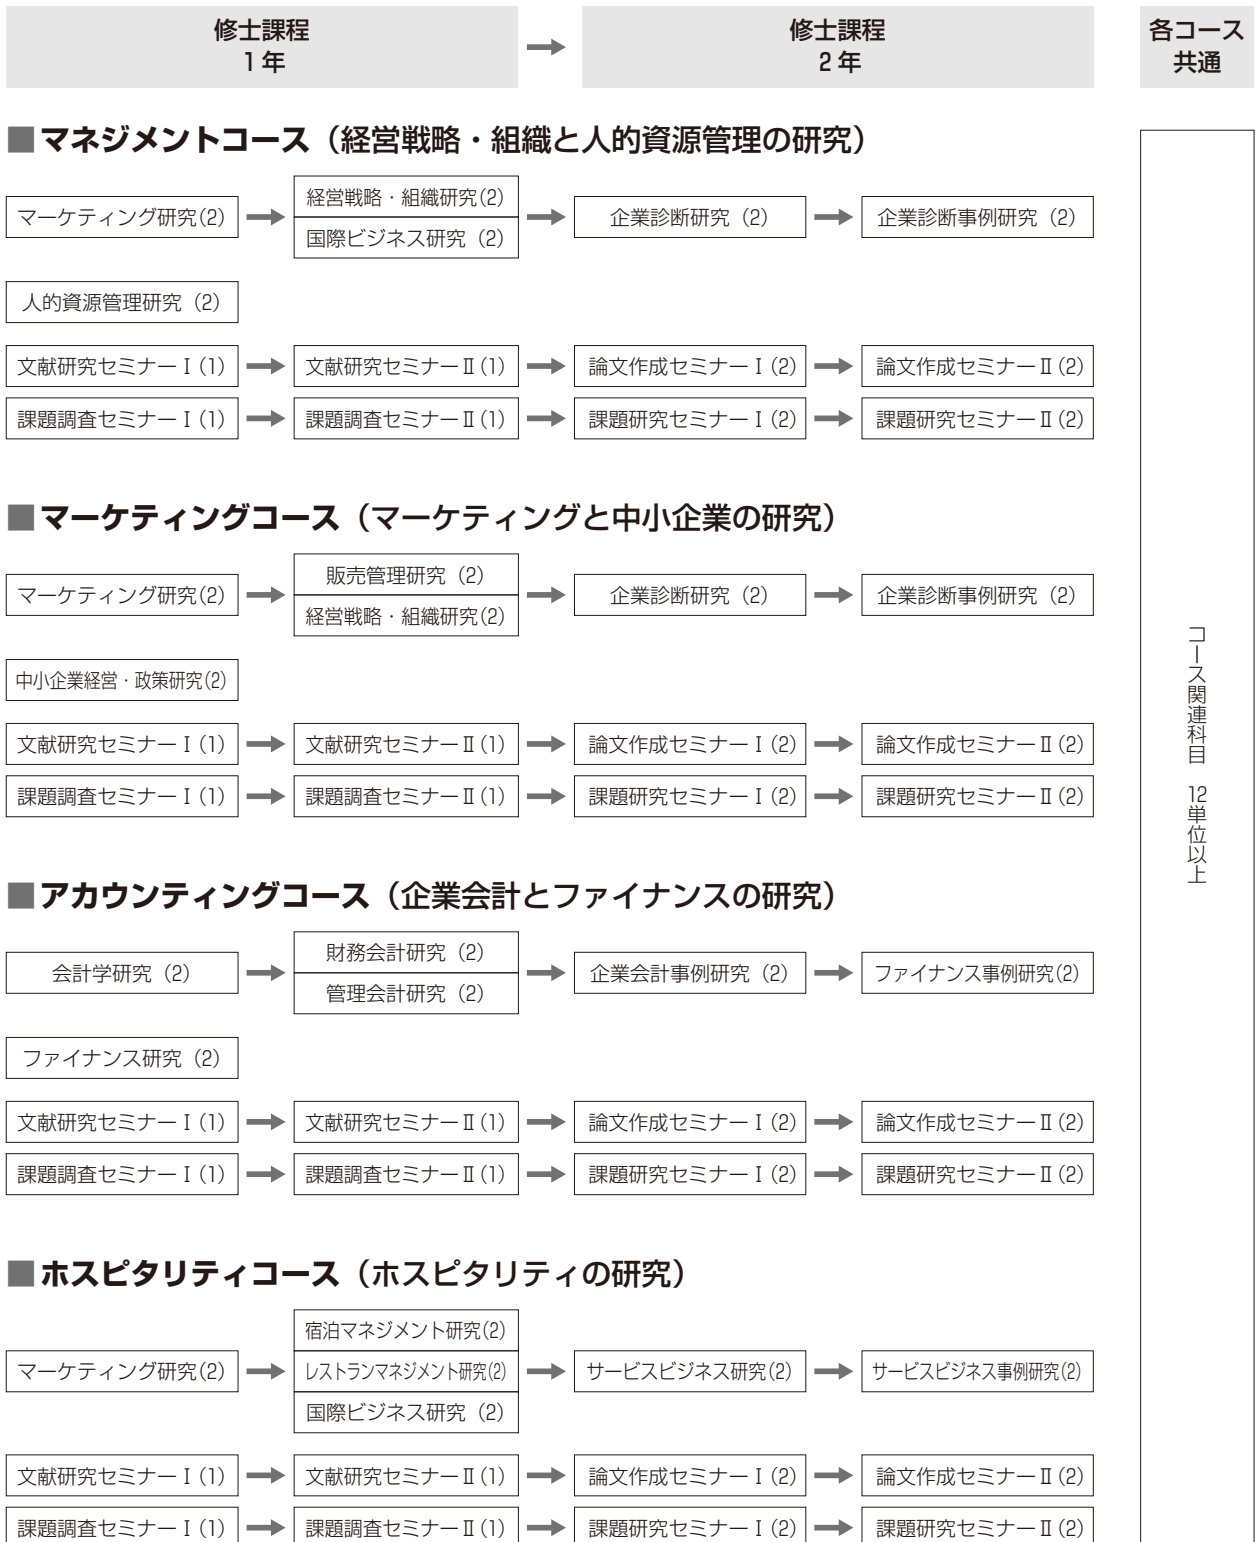 修士課程
1年
修士課程
2年
各コース
共通
■マネジメントコース（経営戦略・組織と人的資源管理の研究）
マーケティング研究(2)
経営戦略・組織研究(2)
国際ビジネス研究（2）
企業診断研究（2）
企業診断事例研究（2）
人的資源管理研究（2）
文献研究セミナーⅠ(1)
文献研究セミナーⅡ(1)
論文作成セミナーⅠ(2)
論文作成セミナーⅡ(2)
課題調査セミナーⅠ(1)
課題調査セミナーⅡ(1)
課題研究セミナーⅠ(2)
課題研究セミナーⅡ(2)
■マーケティングコース（マーケティングと中小企業の研究）
マーケティング研究(2)
販売管理研究（2）
経営戦略・組織研究(2)
企業診断研究（2）
企業診断事例研究（2）
中小企業経営・政策研究(2)
文献研究セミナーⅠ(1)
文献研究セミナーⅡ(1)
論文作成セミナーⅠ(2)
論文作成セミナーⅡ(2)
課題調査セミナーⅠ(1)
課題調査セミナーⅡ(1)
課題研究セミナーⅠ(2)
課題研究セミナーⅡ(2)
コース関連科目　12単位以上
■アカウンティングコース（企業会計とファイナンスの研究）
会計学研究（2）
財務会計研究（2）
管理会計研究（2）
企業会計事例研究（2）
ファイナンス事例研究(2)
ファイナンス研究（2）
文献研究セミナーⅠ(1)
文献研究セミナーⅡ(1)
論文作成セミナーⅠ(2)
論文作成セミナーⅡ(2)
課題調査セミナーⅠ(1)
課題調査セミナーⅡ(1)
課題研究セミナーⅠ(2)
課題研究セミナーⅡ(2)
■ホスピタリティコース（ホスピタリティの研究）
マーケティング研究(2)
宿泊マネジメント研究(2)
レストランマネジメント研究(2)
国際ビジネス研究（2）
サービスビジネス研究(2)
サービスビジネス事例研究(2)
文献研究セミナーⅠ(1)
文献研究セミナーⅡ(1)
論文作成セミナーⅠ(2)
論文作成セミナーⅡ(2)
課題調査セミナーⅠ(1)
課題調査セミナーⅡ(1)
課題研究セミナーⅠ(2)
課題研究セミナーⅡ(2)